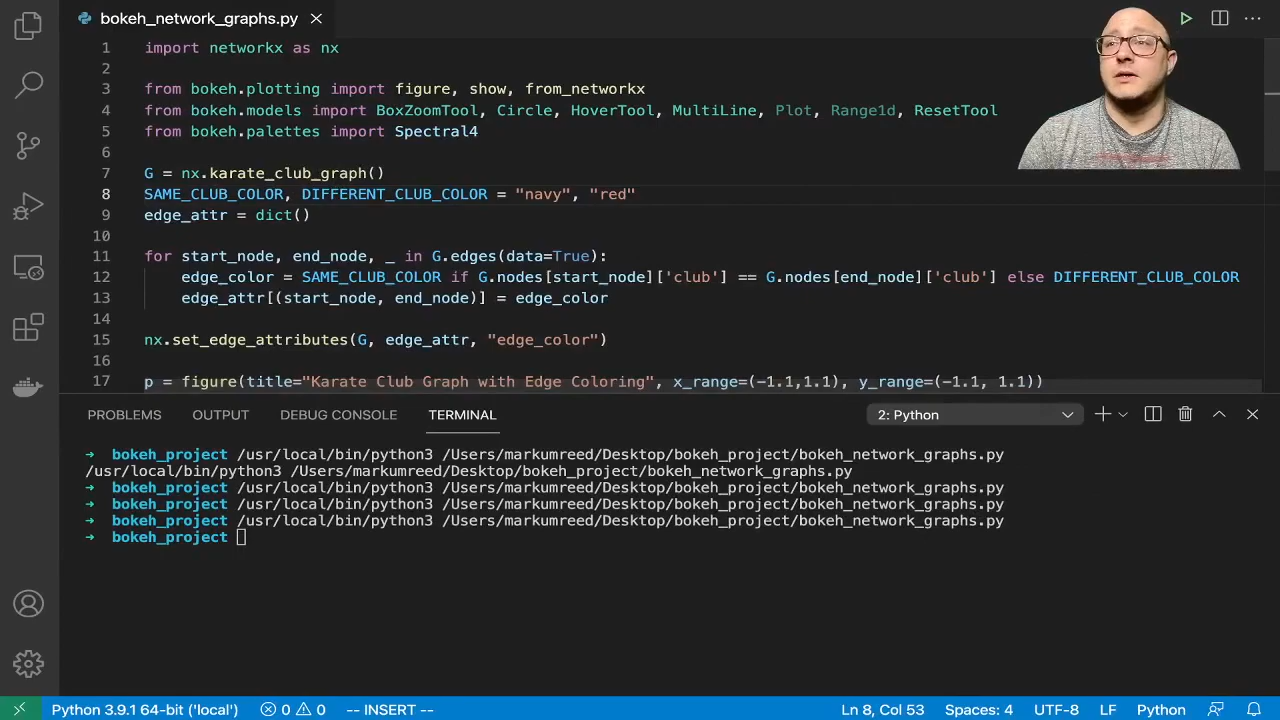 bokeh_network_graphs.py
1 import networkx as nx
2
3 from bokeh.plotting import figure, show, from_networkx
4 from bokeh.models import BoxZoomTool, Circle, HoverTool, MultiLine, Plot, Range1d, ResetTool
5 from bokeh.palettes import Spectral4
6
7 G = nx.karate_club_graph()
8 SAME_CLUB_COLOR, DIFFERENT_CLUB_COLOR = "navy", "red"
9 edge_attr = dict()
10
11 for start_node, end_node, _ in G.edges(data=True):
12 edge_color = SAME_CLUB_COLOR if G.nodes[start_node]['club'] == G.nodes[end_node]['club'] else DIFFERENT_CLUB_COLOR
13 edge_attr[(start_node, end_node)] = edge_color
14
15 nx.set_edge_attributes(G, edge_attr, "edge_color")
16
17 p = figure(title="Karate Club Graph with Edge Coloring", x_range=(-1.1,1.1), y_range=(-1.1, 1.1))
PROBLEMS OUTPUT DEBUG CONSOLE TERMINAL 2: Python
➜ bokeh_project /usr/local/bin/python3 /Users/markumreed/Desktop/bokeh_project/bokeh_network_graphs.py
/usr/local/bin/python3 /Users/markumreed/Desktop/bokeh_project/bokeh_network_graphs.py
➜ bokeh_project /usr/local/bin/python3 /Users/markumreed/Desktop/bokeh_project/bokeh_network_graphs.py
➜ bokeh_project /usr/local/bin/python3 /Users/markumreed/Desktop/bokeh_project/bokeh_network_graphs.py
➜ bokeh_project /usr/local/bin/python3 /Users/markumreed/Desktop/bokeh_project/bokeh_network_graphs.py
➜ bokeh_project
Python 3.9.1 64-bit ('local') 0 0 -- INSERT -- Ln 8, Col 53 Spaces: 4 UTF-8 LF Python